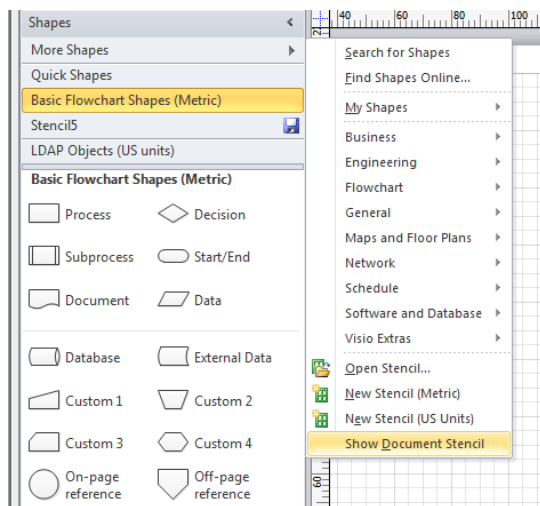 Shapes
More Shapes
Quick Shapes
Basic Flowchart Shapes (Metric)
Stencil5
LDAP Objects (US units)
Basic Flowchart Shapes (Metric)
Process
Decision
Subprocess
Start/End
Document
Data
Database
External Data
Custom 1
Custom 2
Custom 3
Custom 4
On-page
reference
Off-page
reference
40 60 80 100
Search for Shapes
Find Shapes Online...
My Shapes
Business
Engineering
Flowchart
General
Maps and Floor Plans
Network
Schedule
Software and Database
Visio Extras
Open Stencil...
New Stencil (Metric)
New Stencil (US Units)
Show Document Stencil
60